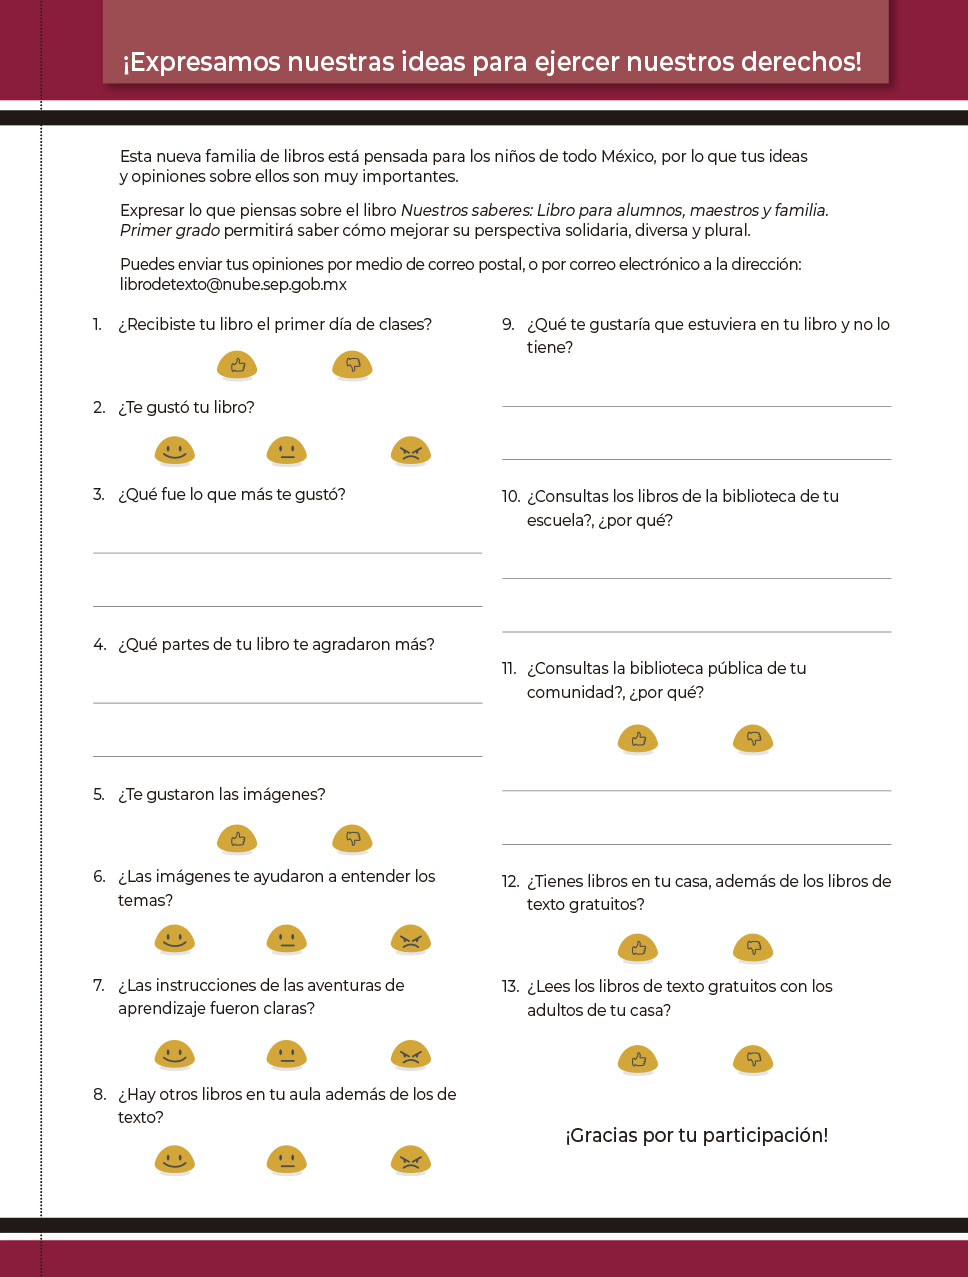 ¡Expresamos nuestras ideas para ejercer nuestros derechos!
Esta nueva familia de libros está pensada para los niños de todo México, por lo que tus ideas
y opiniones sobre ellos son muy importantes.
Expresar lo que piensas sobre el libro Nuestros saberes: Libro para alumnos, maestros y familia.
Primer grado permitirá saber cómo mejorar su perspectiva solidaria, diversa y plural.
Puedes enviar tus opiniones por medio de correo postal, o por correo electrónico a la dirección:
librodetexto@nube.sep.gob.mx
1. ¿Recibiste tu libro el primer día de clases?
2. ¿Te gustó tu libro?
3. ¿Qué fue lo que más te gustó?
4. ¿Qué partes de tu libro te agradaron más?
5. ¿Te gustaron las imágenes?
6. ¿Las imágenes te ayudaron a entender los
temas?
7. ¿Las instrucciones de las aventuras de
aprendizaje fueron claras?
8. ¿Hay otros libros en tu aula además de los de
texto?
9. ¿Qué te gustaría que estuviera en tu libro y no lo
tiene?
10. ¿Consultas los libros de la biblioteca de tu
escuela?, ¿por qué?
11. ¿Consultas la biblioteca pública de tu
comunidad?, ¿por qué?
12. ¿Tienes libros en tu casa, además de los libros de
texto gratuitos?
13. ¿Lees los libros de texto gratuitos con los
adultos de tu casa?
¡Gracias por tu participación!